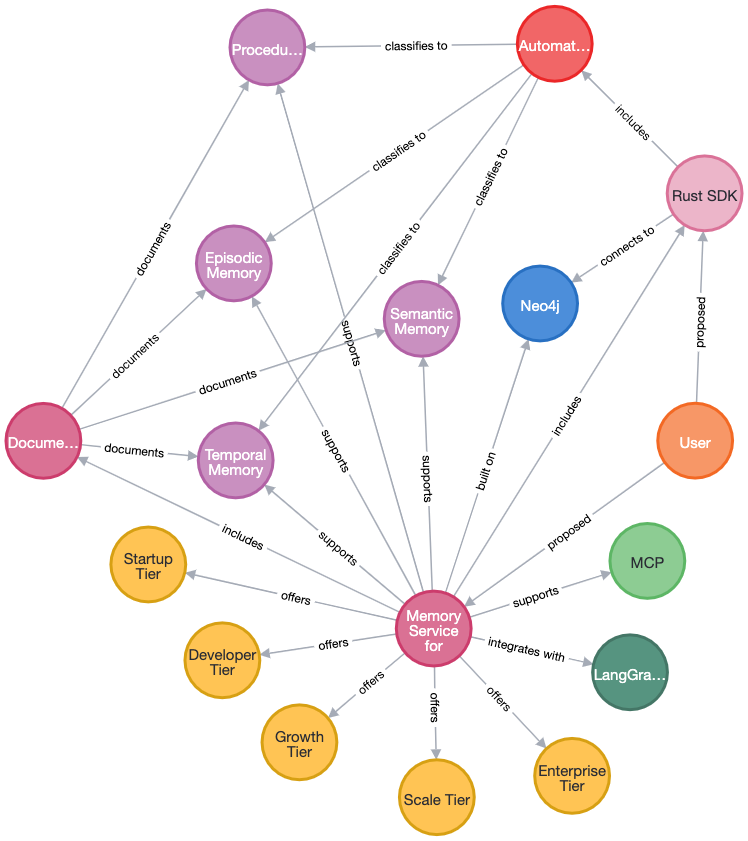 Procedu…
classifies to
Automat…
includes
classifies to
classifies to
Rust SDK
documents
classifies to
connects to
Episodic
Memory
Neo4j
Semantic
Memory
proposed
supports
documents
documents
includes
Docume…
documents
Temporal
Memory
supports
supports
built on
User
includes
supports
proposed
Startup
Tier
MCP
offers
supports
Memory
Service
for
Developer
Tier
offers
integrates with
LangGra…
offers
offers
offers
Growth
Tier
Enterprise
Tier
Scale Tier